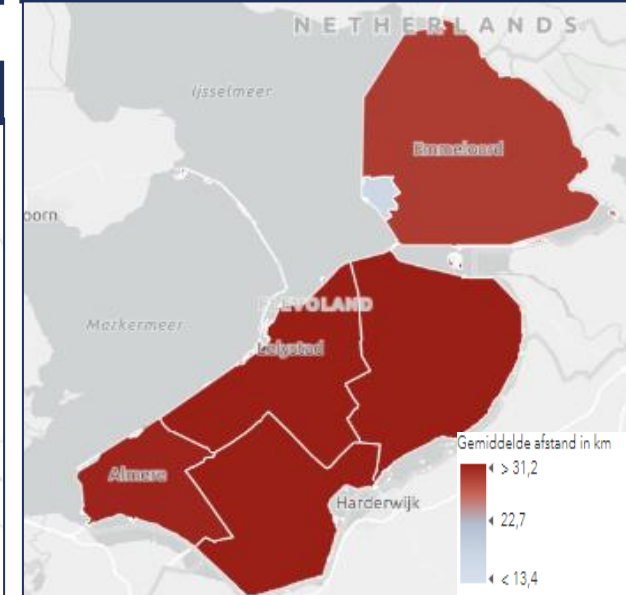 NETHERLANDS
Ijsselmeer
Emmeloord
oorn
FLEVOLAND
Markermeer
Lelystad
Almere
Harderwijk
Gemiddelde afstand in km
> 31,2
22,7
< 13,4